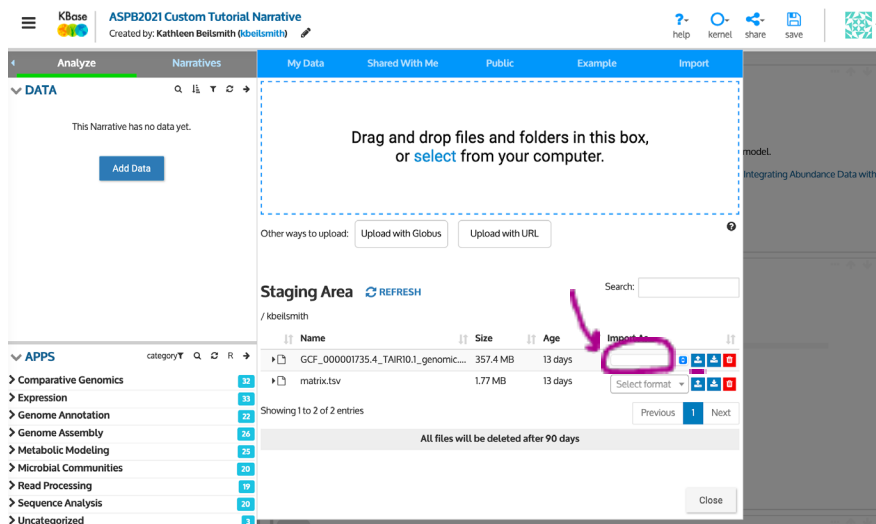 KBase
ASPB2021 Custom Tutorial Narrative
Created by: Kathleen Beilsmith (kbeilsmith)
?
help
kernel
share
save
Analyze
Narratives
DATA
This Narrative has no data yet.
Add Data
My Data
Shared With Me
Public
Example
Import
Drag and drop files and folders in this box,
or select from your computer.
Other ways to upload:
Upload with Globus
Upload with URL
?
Staging Area
REFRESH
Search:
/ kbeilsmith
Name
Size
Age
Import As
GCF_000001735.4_TAIR10.1_genomic....
357.4 MB
13 days
matrix.tsv
1.77 MB
13 days
Select format
Showing 1 to 2 of 2 entries
Previous
1
Next
All files will be deleted after 90 days
Close
APPS
category
R
Comparative Genomics
32
Expression
33
Genome Annotation
22
Genome Assembly
26
Metabolic Modeling
25
Microbial Communities
20
Read Processing
19
Sequence Analysis
20
Uncategorized
3
model.
Integrating Abundance Data with